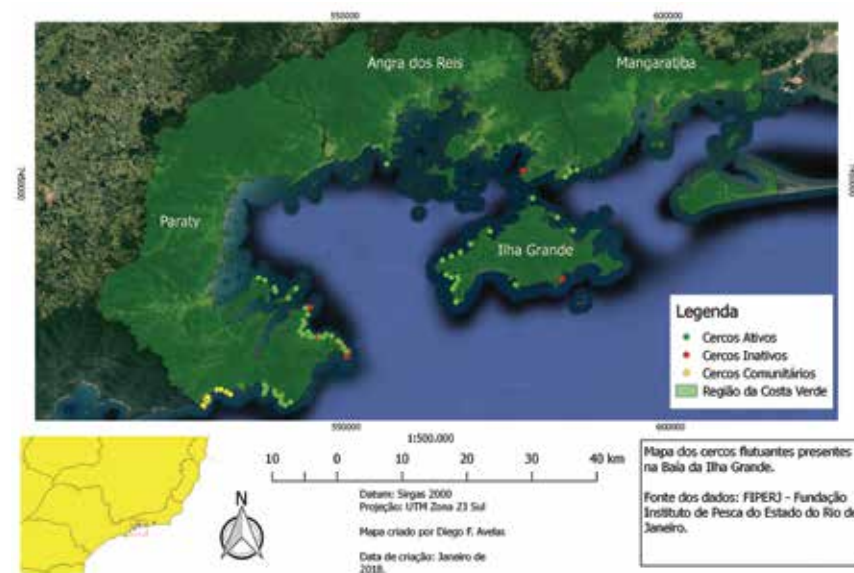 550000
600000
Angra dos Reis
Mangaratiba
7450000
7450000
Paraty
Ilha Grande
Legenda
Cercos Ativos
Cercos Inativos
Cercos Comunitários
Região da Costa Verde
550000
600000
1:500.000
10 0 10 20 30 40 km
N
Datum: Sirgas 2000
Projeção: UTM Zona 23 Sul
Mapa criado por Diego F. Avelas
Data de criação: Janeiro de
2018.
Mapa dos cercos flutuantes presentes
na Baía da Ilha Grande.
Fonte dos dados: FIPERJ - Fundação
Instituto de Pesca do Estado do Rio de
Janeiro.